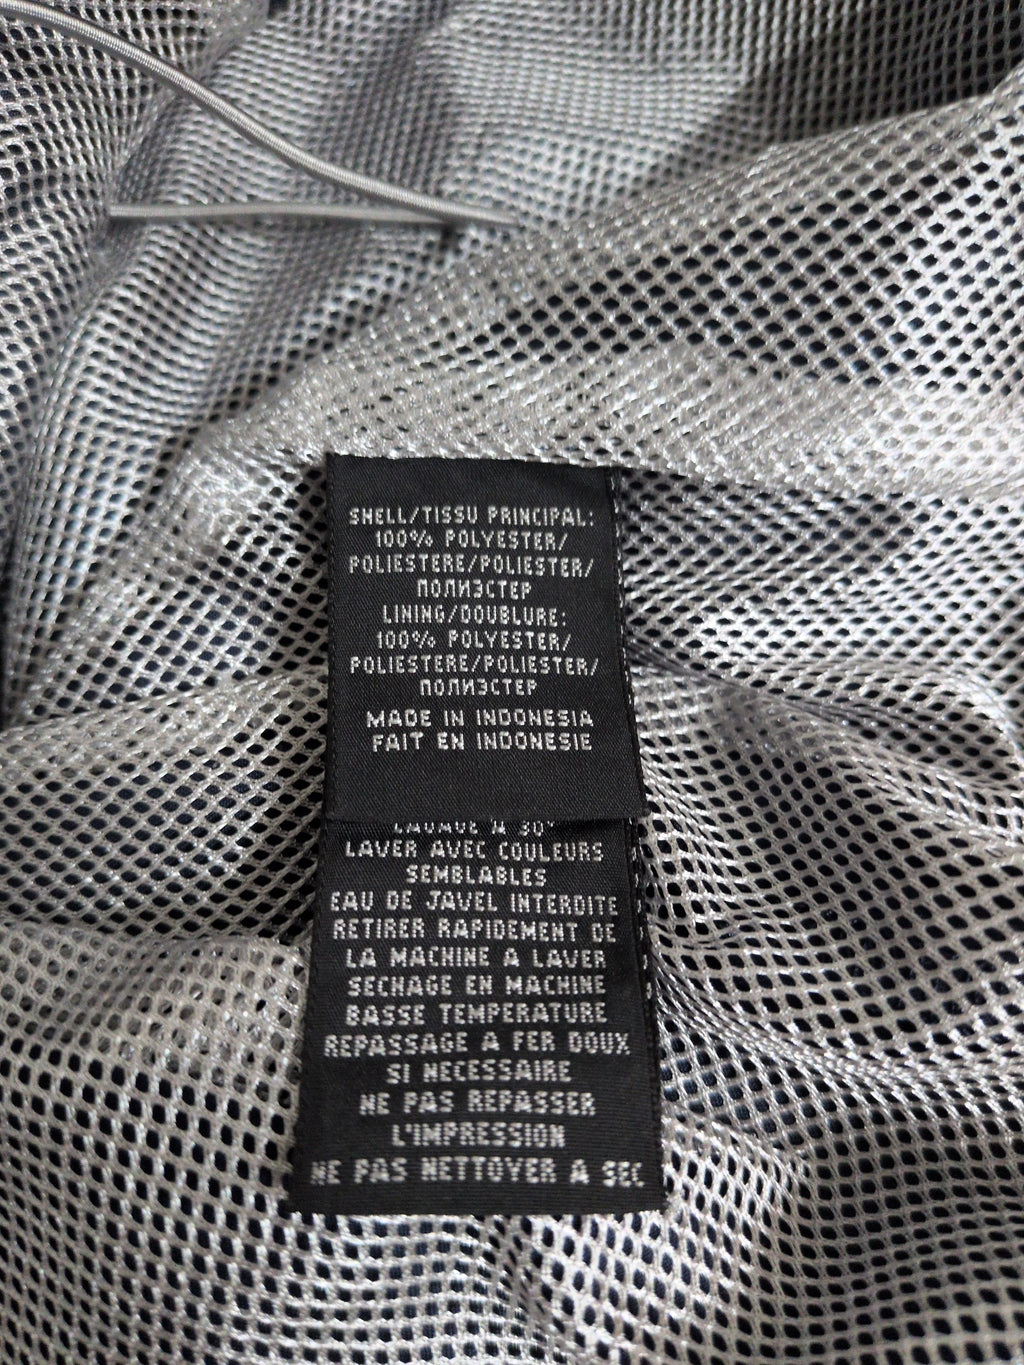 SHELL/TISSU PRINCIPAL:
100% POLYESTER/
POLIESTERE/POLIESTER/
ПОЛИЭСТЕР
LINING/DOUBLURE:
100% POLYESTER/
POLIESTERE/POLIESTER/
ПОЛИЭСТЕР
MADE IN INDONESIA
FAIT EN INDONESIE
LAVAGE A 30°
LAVER AVEC COULEURS
SEMBLABLES
EAU DE JAVEL INTERDITE
RETIRER RAPIDEMENT DE
LA MACHINE A LAVER
SECHAGE EN MACHINE
BASSE TEMPERATURE
REPASSAGE A FER DOUX
SI NECESSAIRE
NE PAS REPASSER
L'IMPRESSION
NE PAS NETTOYER A SEC